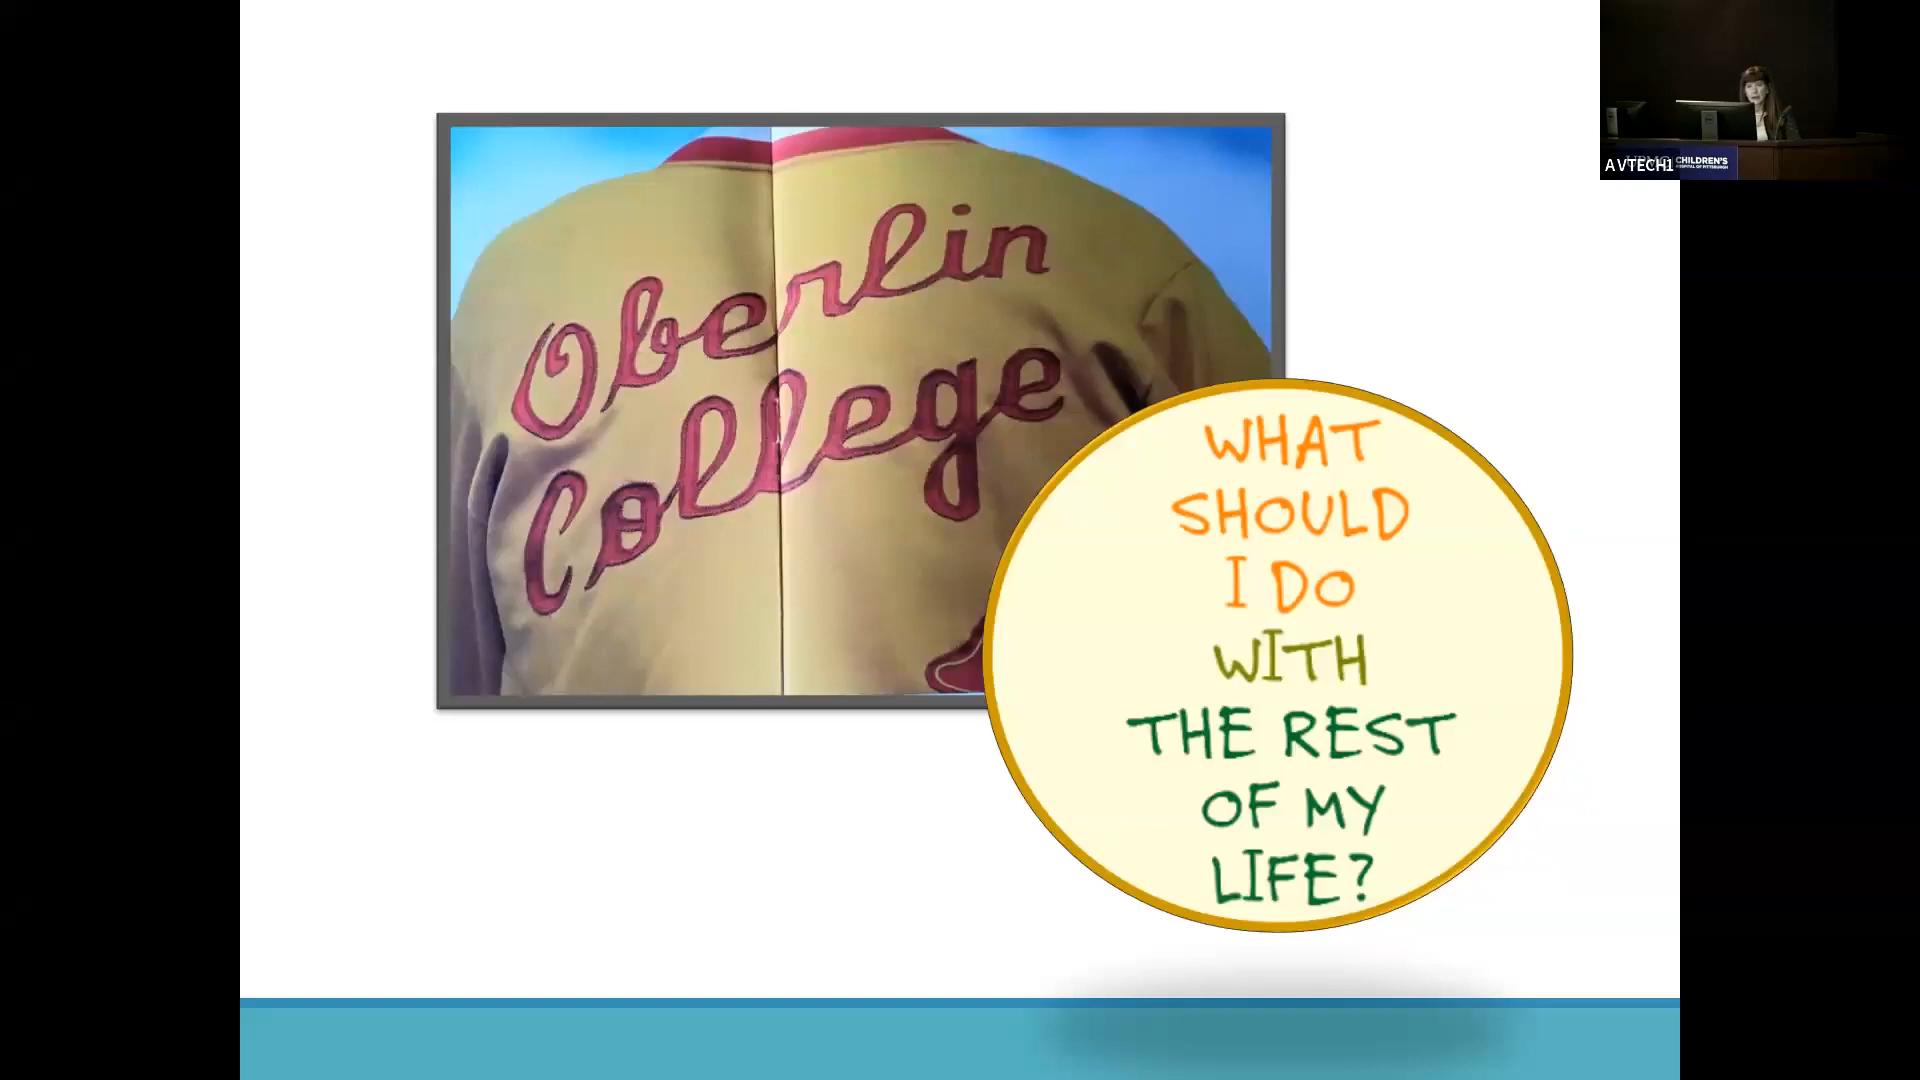 Oberlin
College
WHAT
SHOULD
I DO
WITH
THE REST
OF MY
LIFE?
AVTECH1
CHILDREN'S
HOSPITAL OF PITTSBURGH